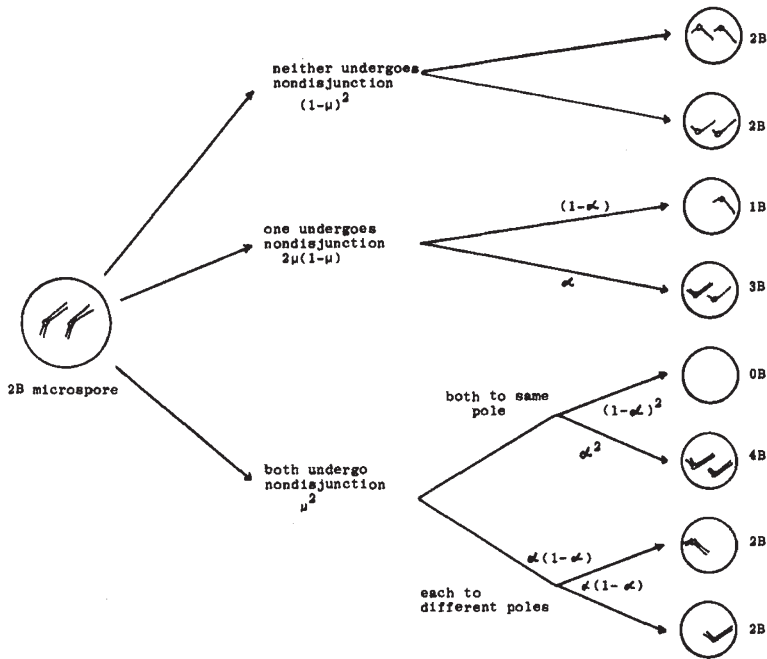 neither undergoes
nondisjunction
(1-μ)²
2B
2B
one undergoes
nondisjunction
2μ(1-μ)
(1-α)
1B
α
3B
2B microspore
both undergo
nondisjunction
μ²
both to same
pole
(1-α)²
0B
α²
4B
each to
different poles
α(1-α)
2B
α(1-α)
2B